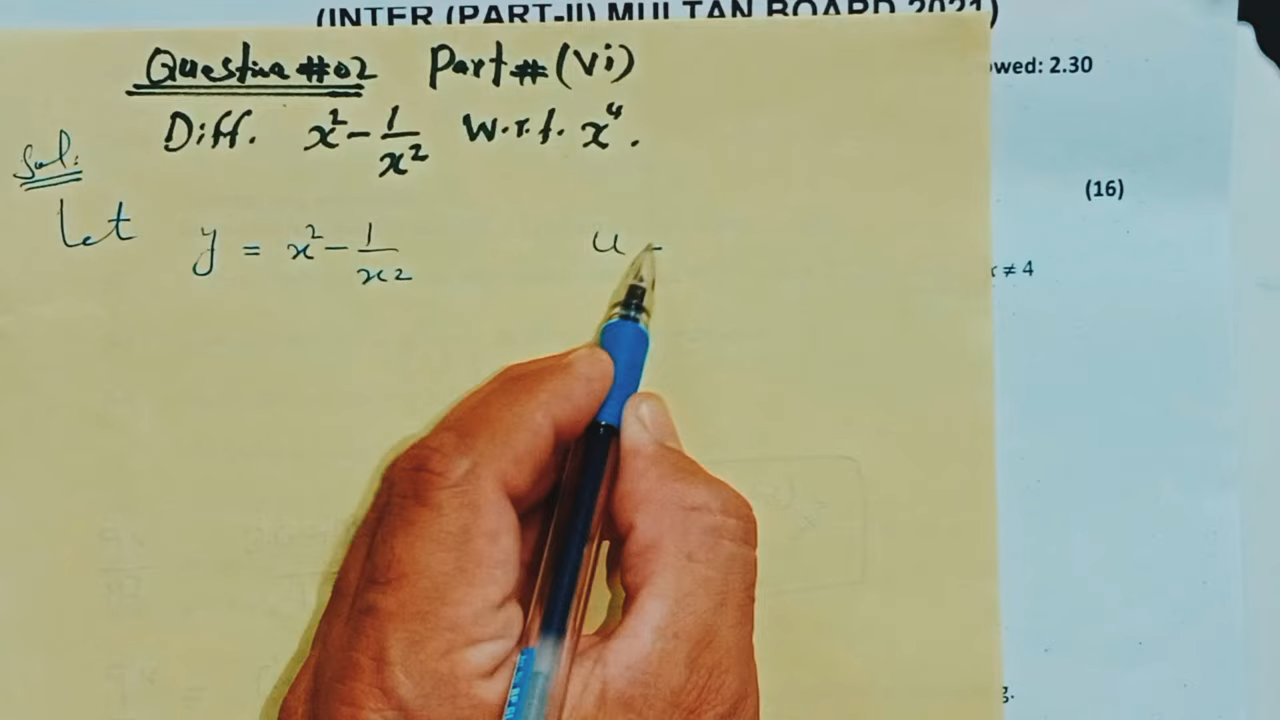 (INTER (PART-II) MULTAN BOARD 2021)
Question #02 Part # (vi)
wed: 2.30
Diff. x² - 1/x² w.r.t. x⁴.
Sol:
(16)
Let y = x² - 1/x² u -
x ≠ 4
g.